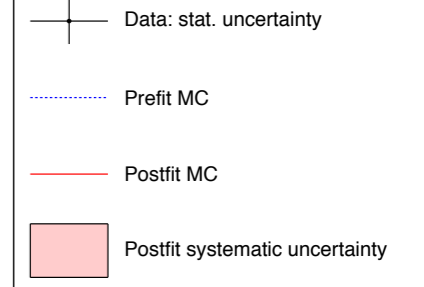 Data: stat. uncertainty
Prefit MC
Postfit MC
Postfit systematic uncertainty